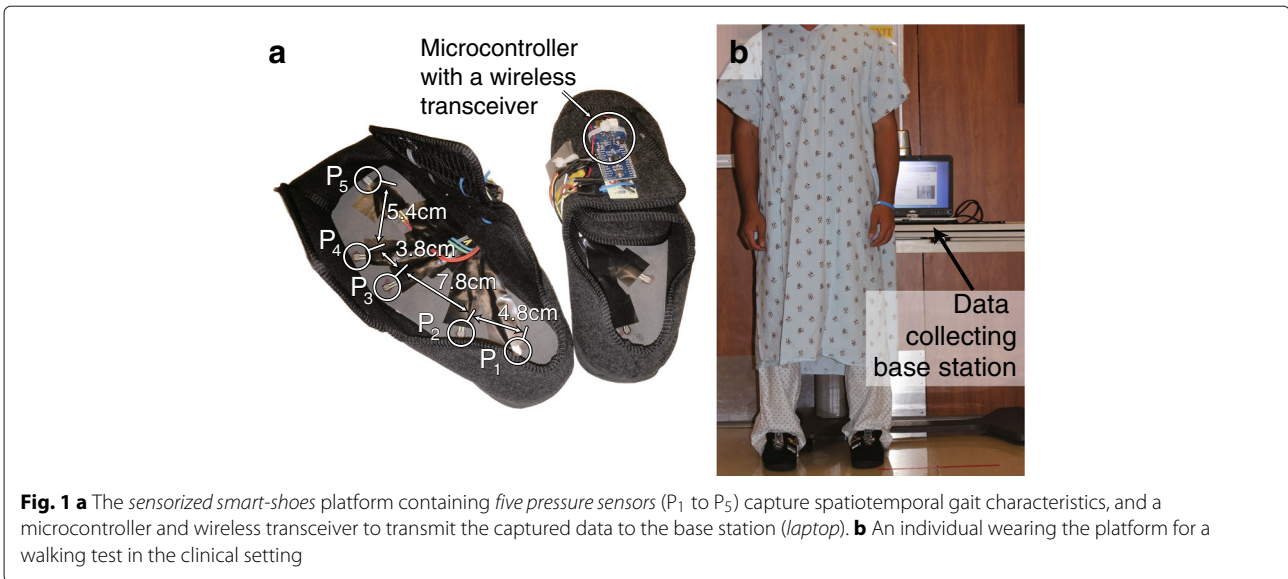 a
Microcontroller
with a wireless
transceiver
P5
5.4cm
P4
3.8cm
P3
7.8cm
P2
4.8cm
P1
b
Data
collecting
base station
Fig. 1 a The sensorized smart-shoes platform containing five pressure sensors (P1 to P5) capture spatiotemporal gait characteristics, and a
microcontroller and wireless transceiver to transmit the captured data to the base station (laptop). b An individual wearing the platform for a
walking test in the clinical setting